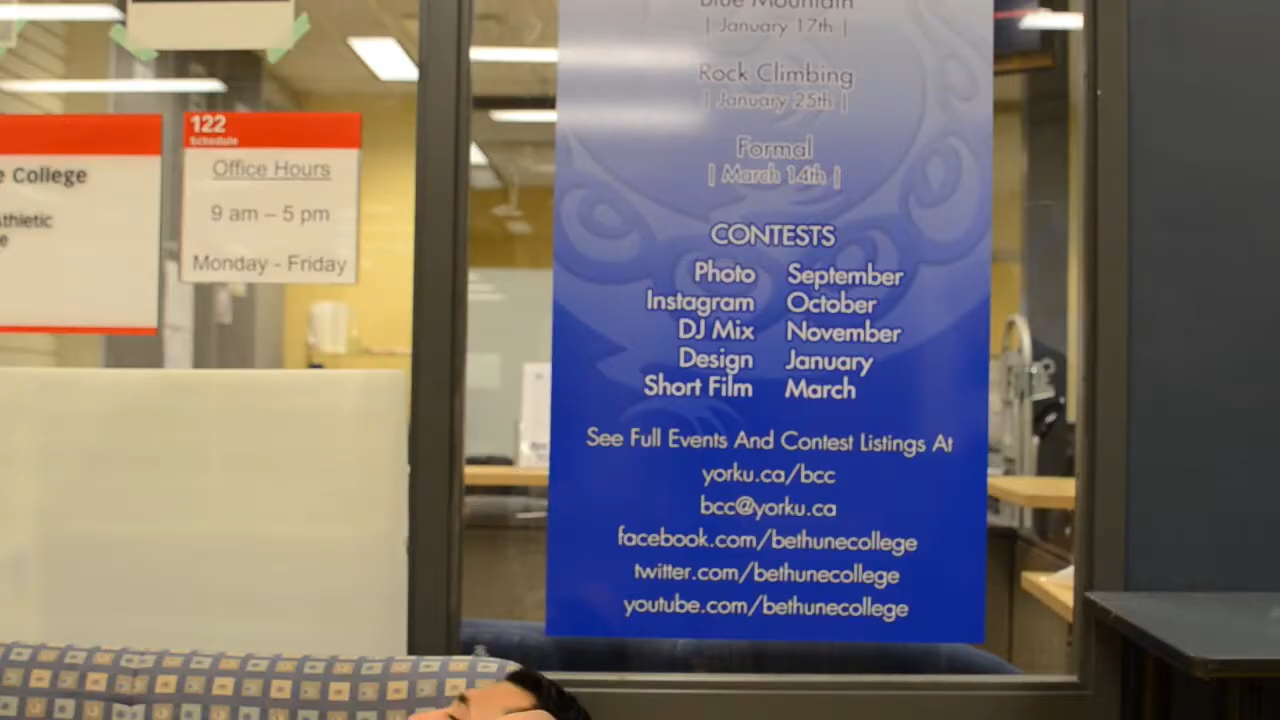 e College
Athletic
e
122
Schedule
Office Hours
9 am – 5 pm
Monday - Friday
Blue Mountain
| January 17th |
Rock Climbing
| January 25th |
Formal
| March 14th |
CONTESTS
Photo September
Instagram October
DJ Mix November
Design January
Short Film March
See Full Events And Contest Listings At
yorku.ca/bcc
bcc@yorku.ca
facebook.com/bethunecollege
twitter.com/bethunecollege
youtube.com/bethunecollege